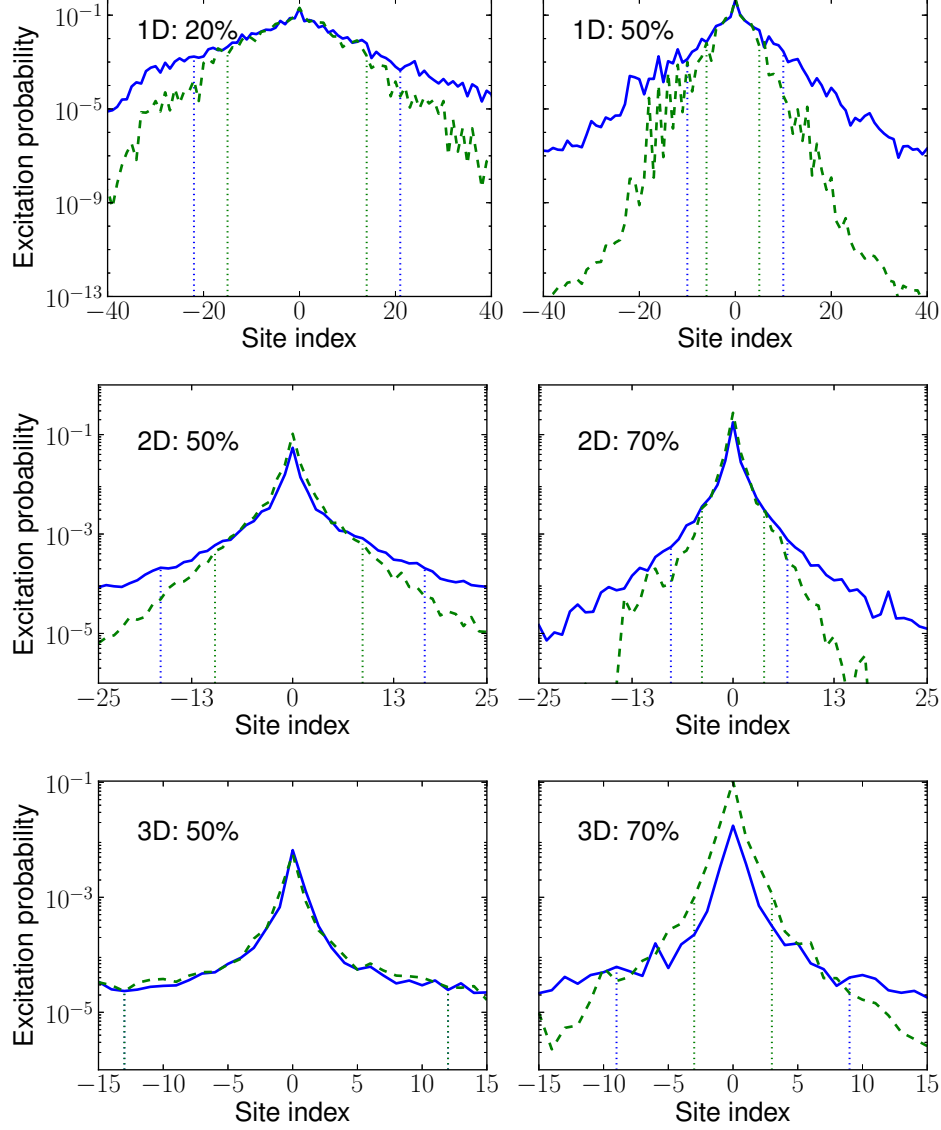 1D: 20%
1D: 50%
Excitation probability
10⁻¹
10⁻⁵
10⁻⁹
10⁻¹³
−40 −20 0 20 40
−40 −20 0 20 40
Site index
Site index
2D: 50%
2D: 70%
Excitation probability
10⁻¹
10⁻³
10⁻⁵
−25 −13 0 13 25
−25 −13 0 13 25
Site index
Site index
3D: 50%
3D: 70%
Excitation probability
10⁻¹
10⁻³
10⁻⁵
−15 −10 −5 0 5 10 15
−15 −10 −5 0 5 10 15
Site index
Site index